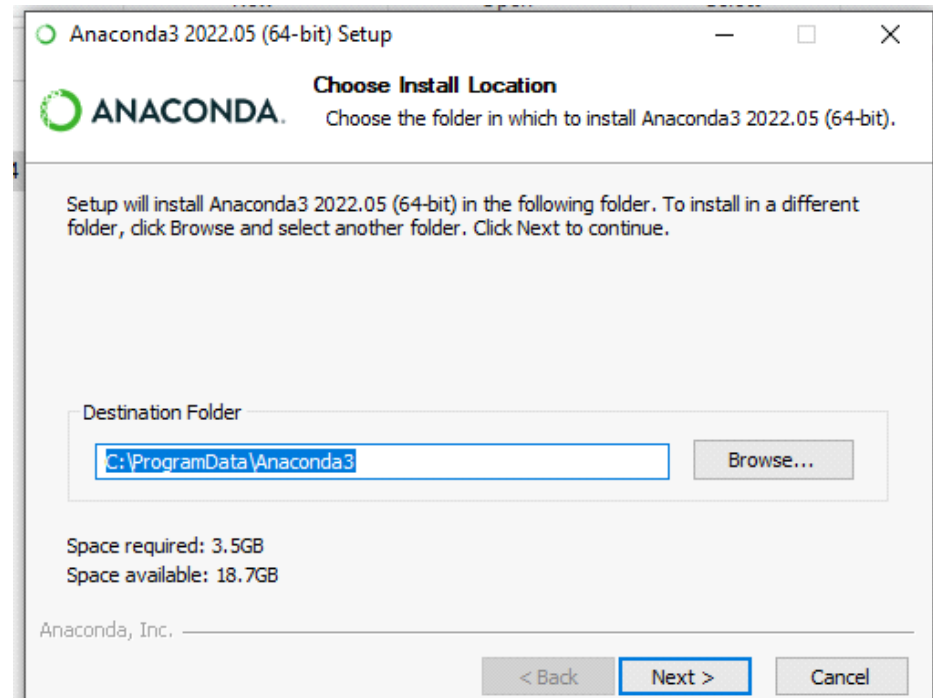 Anaconda3 2022.05 (64-bit) Setup
Choose Install Location
ANACONDA.
Choose the folder in which to install Anaconda3 2022.05 (64-bit).
Setup will install Anaconda3 2022.05 (64-bit) in the following folder. To install in a different
folder, click Browse and select another folder. Click Next to continue.
Destination Folder
C:\ProgramData\Anaconda3
Browse...
Space required: 3.5GB
Space available: 18.7GB
Anaconda, Inc.
< Back
Next >
Cancel